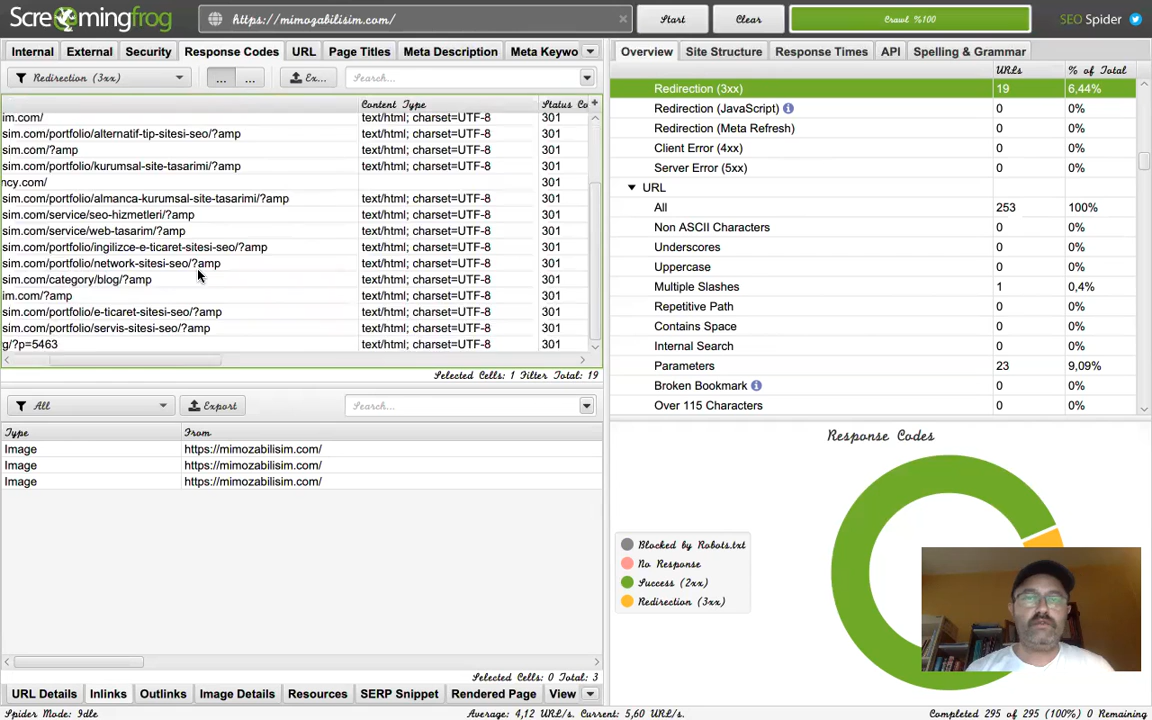 Screamingfrog https://mimozabilisim.com/ Start Clear Crawl %100 SEO Spider
Internal External Security Response Codes URL Page Titles Meta Description Meta Keywo
Overview Site Structure Response Times API Spelling & Grammar
Redirection (3xx) ... ... Ex... Search...
URLs % of Total
Content Type Status Co
im.com/ text/html; charset=UTF-8 301
sim.com/portfolio/alternatif-tip-sitesi-seo/?amp text/html; charset=UTF-8 301
sim.com/?amp text/html; charset=UTF-8 301
sim.com/portfolio/kurumsal-site-tasarimi/?amp text/html; charset=UTF-8 301
ncy.com/ 301
sim.com/portfolio/almanca-kurumsal-site-tasarimi/?amp text/html; charset=UTF-8 301
sim.com/service/seo-hizmetleri/?amp text/html; charset=UTF-8 301
sim.com/service/web-tasarim/?amp text/html; charset=UTF-8 301
sim.com/portfolio/ingilizce-e-ticaret-sitesi-seo/?amp text/html; charset=UTF-8 301
sim.com/portfolio/network-sitesi-seo/?amp text/html; charset=UTF-8 301
sim.com/category/blog/?amp text/html; charset=UTF-8 301
im.com/?amp text/html; charset=UTF-8 301
sim.com/portfolio/e-ticaret-sitesi-seo/?amp text/html; charset=UTF-8 301
sim.com/portfolio/servis-sitesi-seo/?amp text/html; charset=UTF-8 301
g/?p=5463 text/html; charset=UTF-8 301
Selected Cells: 1 Filter Total: 19
Redirection (3xx) 19 6,44%
Redirection (JavaScript) 0 0%
Redirection (Meta Refresh) 0 0%
Client Error (4xx) 0 0%
Server Error (5xx) 0 0%
URL
All 253 100%
Non ASCII Characters 0 0%
Underscores 0 0%
Uppercase 0 0%
Multiple Slashes 1 0,4%
Repetitive Path 0 0%
Contains Space 0 0%
Internal Search 0 0%
Parameters 23 9,09%
Broken Bookmark 0 0%
Over 115 Characters 0 0%
All Export Search...
Type From
Image https://mimozabilisim.com/
Image https://mimozabilisim.com/
Image https://mimozabilisim.com/
Response Codes
Blocked by Robots.txt
No Response
Success (2xx)
Redirection (3xx)
Selected Cells: 0 Total: 3
URL Details Inlinks Outlinks Image Details Resources SERP Snippet Rendered Page View
Spider Mode: Idle Average: 4,12 URL/s. Current: 5,60 URL/s. Completed 295 of 295 (100%) 0 Remaining